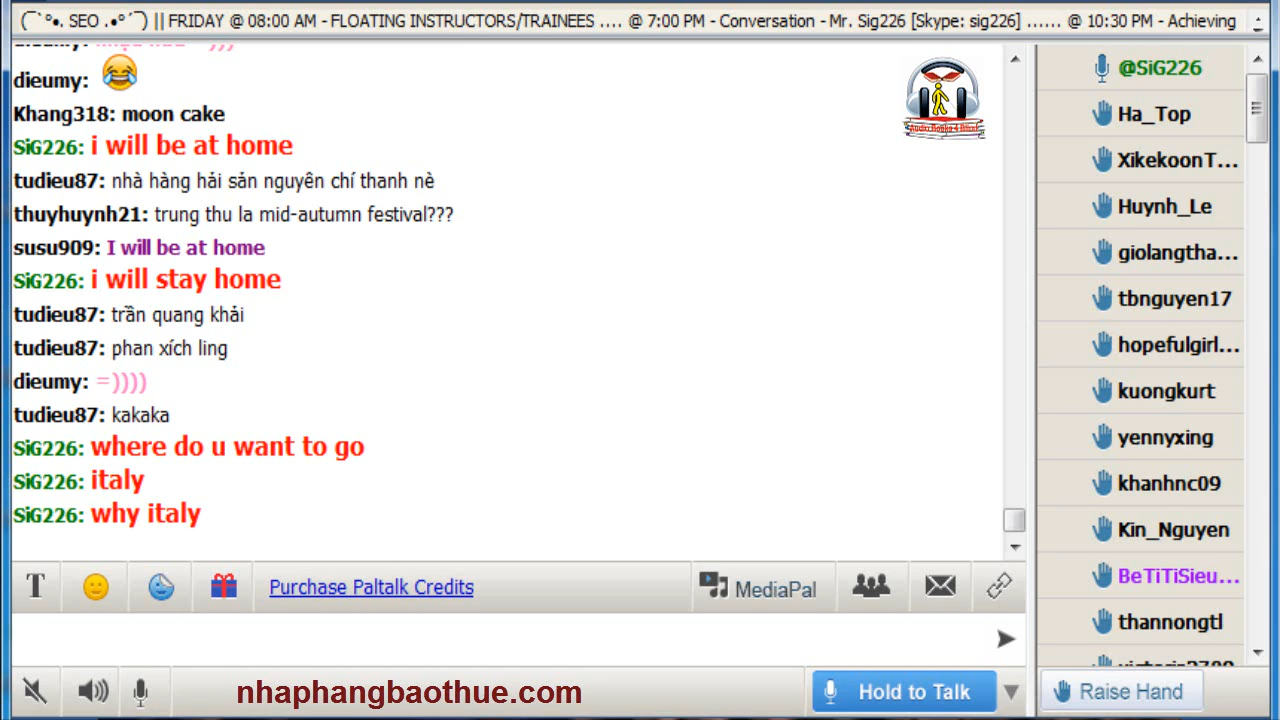 (¯`°•. SEO .•°´¯) || FRIDAY @ 08:00 AM - FLOATING INSTRUCTORS/TRAINEES .... @ 7:00 PM - Conversation - Mr. Sig226 [Skype: sig226] ...... @ 10:30 PM - Achieving
dieumy:
Khang318: moon cake
SiG226: i will be at home
tudieu87: nhà hàng hải sản nguyên chí thanh nè
thuyhuynh21: trung thu la mid-autumn festival???
susu909: I will be at home
SiG226: i will stay home
tudieu87: trần quang khải
tudieu87: phan xích ling
dieumy: =))))
tudieu87: kakaka
SiG226: where do u want to go
SiG226: italy
SiG226: why italy
@SiG226
Ha_Top
XikekoonT...
Huynh_Le
giolangtha...
tbnguyen17
hopefulgirl...
kuongkurt
yennyxing
khanhnc09
Kin_Nguyen
BeTiTiSieu...
thannongtl
Purchase Paltalk Credits
MediaPal
nhaphangbaothue.com
Hold to Talk
Raise Hand